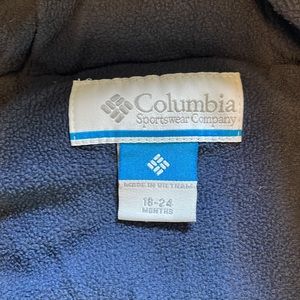 Columbia
Sportswear Company
MADE IN VIETNAM
18-24
MONTHS